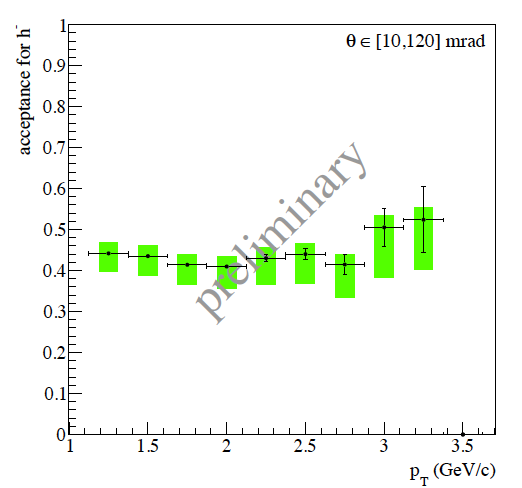 acceptance for h⁻
θ ∈ [10,120] mrad
preliminary
1
0.9
0.8
0.7
0.6
0.5
0.4
0.3
0.2
0.1
0
1 1.5 2 2.5 3 3.5
p_T (GeV/c)